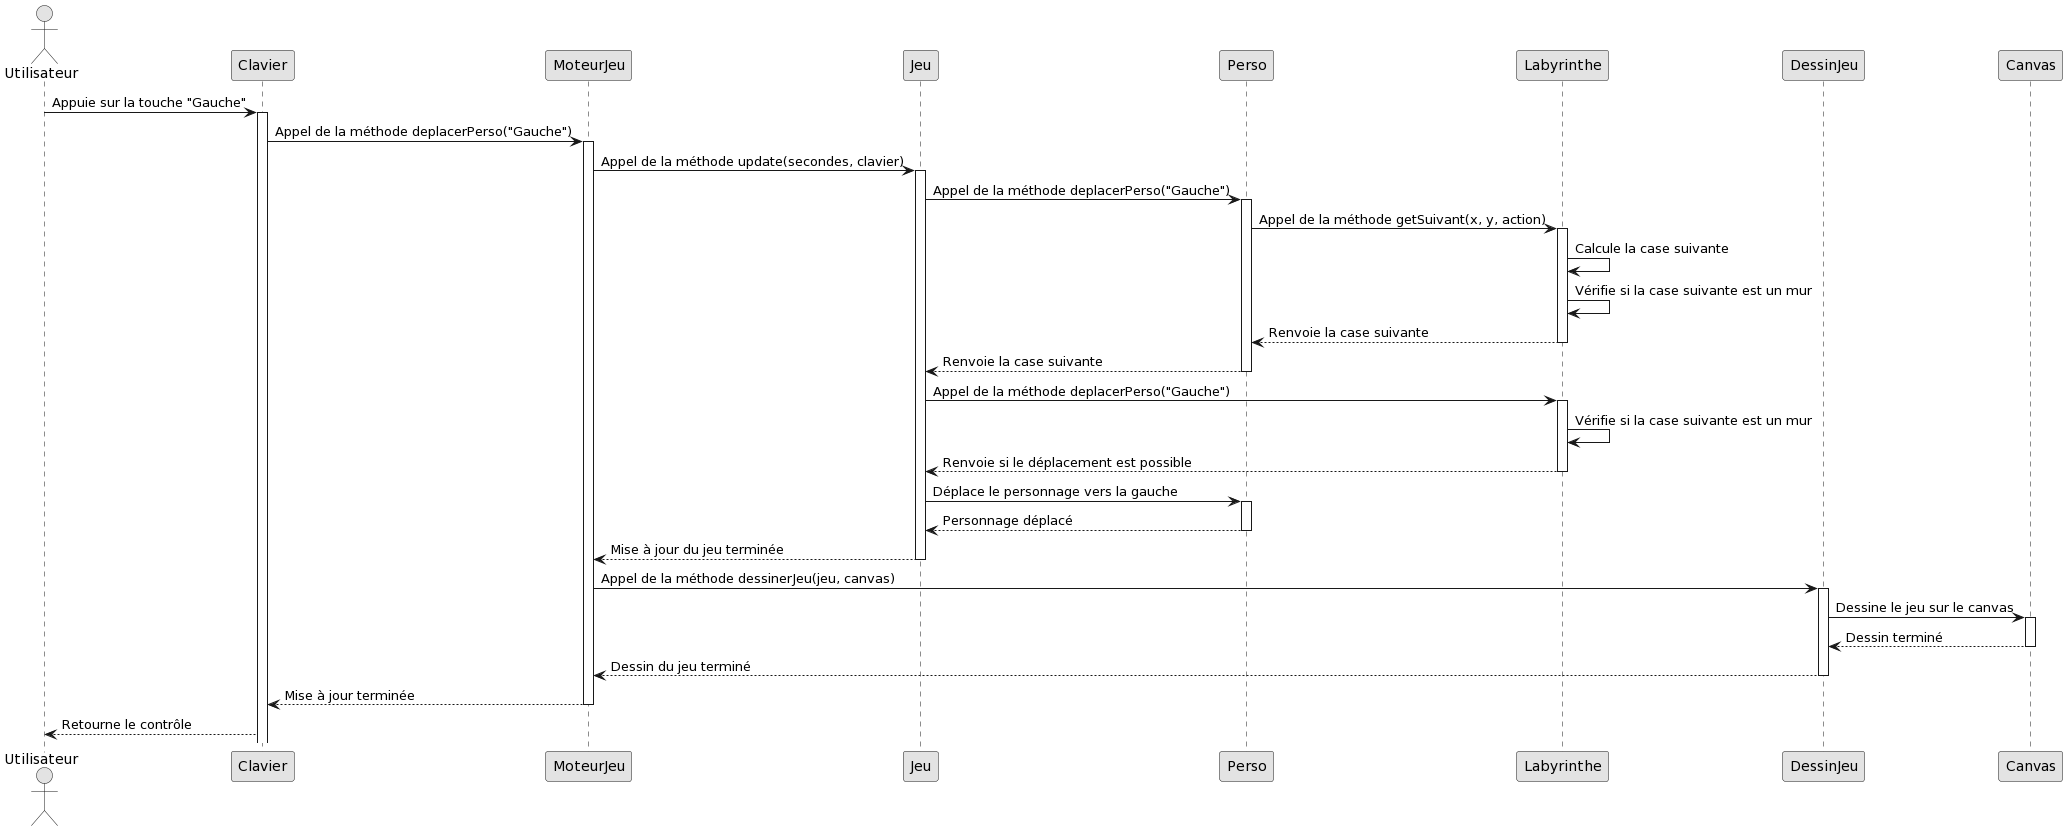 Utilisateur
Clavier
MoteurJeu
Jeu
Perso
Labyrinthe
DessinJeu
Canvas
Appuie sur la touche "Gauche"
Appel de la méthode deplacerPerso("Gauche")
Appel de la méthode update(secondes, clavier)
Appel de la méthode deplacerPerso("Gauche")
Appel de la méthode getSuivant(x, y, action)
Calcule la case suivante
Vérifie si la case suivante est un mur
Renvoie la case suivante
Renvoie la case suivante
Appel de la méthode deplacerPerso("Gauche")
Vérifie si la case suivante est un mur
Renvoie si le déplacement est possible
Déplace le personnage vers la gauche
Personnage déplacé
Mise à jour du jeu terminée
Appel de la méthode dessinerJeu(jeu, canvas)
Dessine le jeu sur le canvas
Dessin terminé
Dessin du jeu terminé
Mise à jour terminée
Retourne le contrôle
Utilisateur
Clavier
MoteurJeu
Jeu
Perso
Labyrinthe
DessinJeu
Canvas